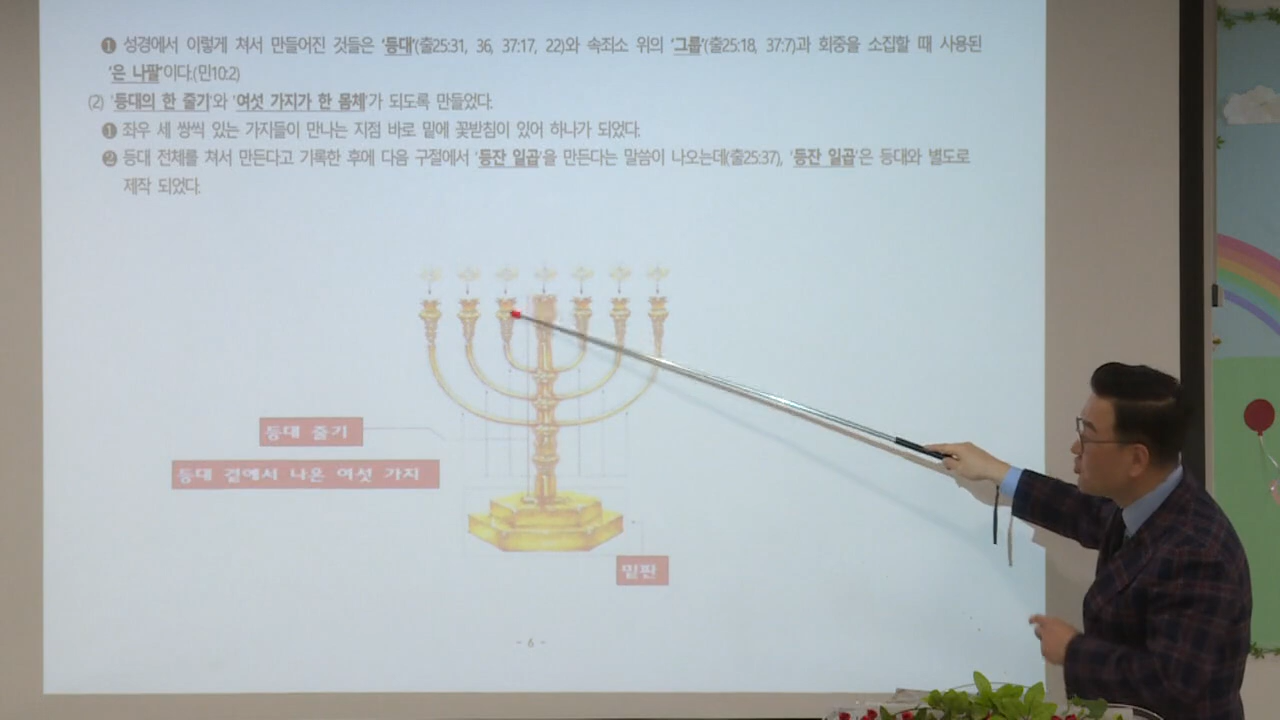 ❶ 성경에서 이렇게 쳐서 만들어진 것들은 '등대'(출25:31, 36, 37:17, 22)와 속죄소 위의 '그룹'(출25:18, 37:7)과 회중을 소집할 때 사용된
'은 나팔'이다.(민10:2)
(2) '등대의 한 줄기'와 '여섯 가지가 한 몸체'가 되도록 만들었다.
❶ 좌우 세 쌍씩 있는 가지들이 만나는 지점 바로 밑에 꽃받침이 있어 하나가 되었다.
❷ 등대 전체를 쳐서 만든다고 기록한 후에 다음 구절에서 '등잔 일곱'을 만든다는 말씀이 나오는데(출25:37), '등잔 일곱'은 등대와 별도로
제작 되었다.
등대 줄기
등대 곁에서 나온 여섯 가지
밑판
- 6 -